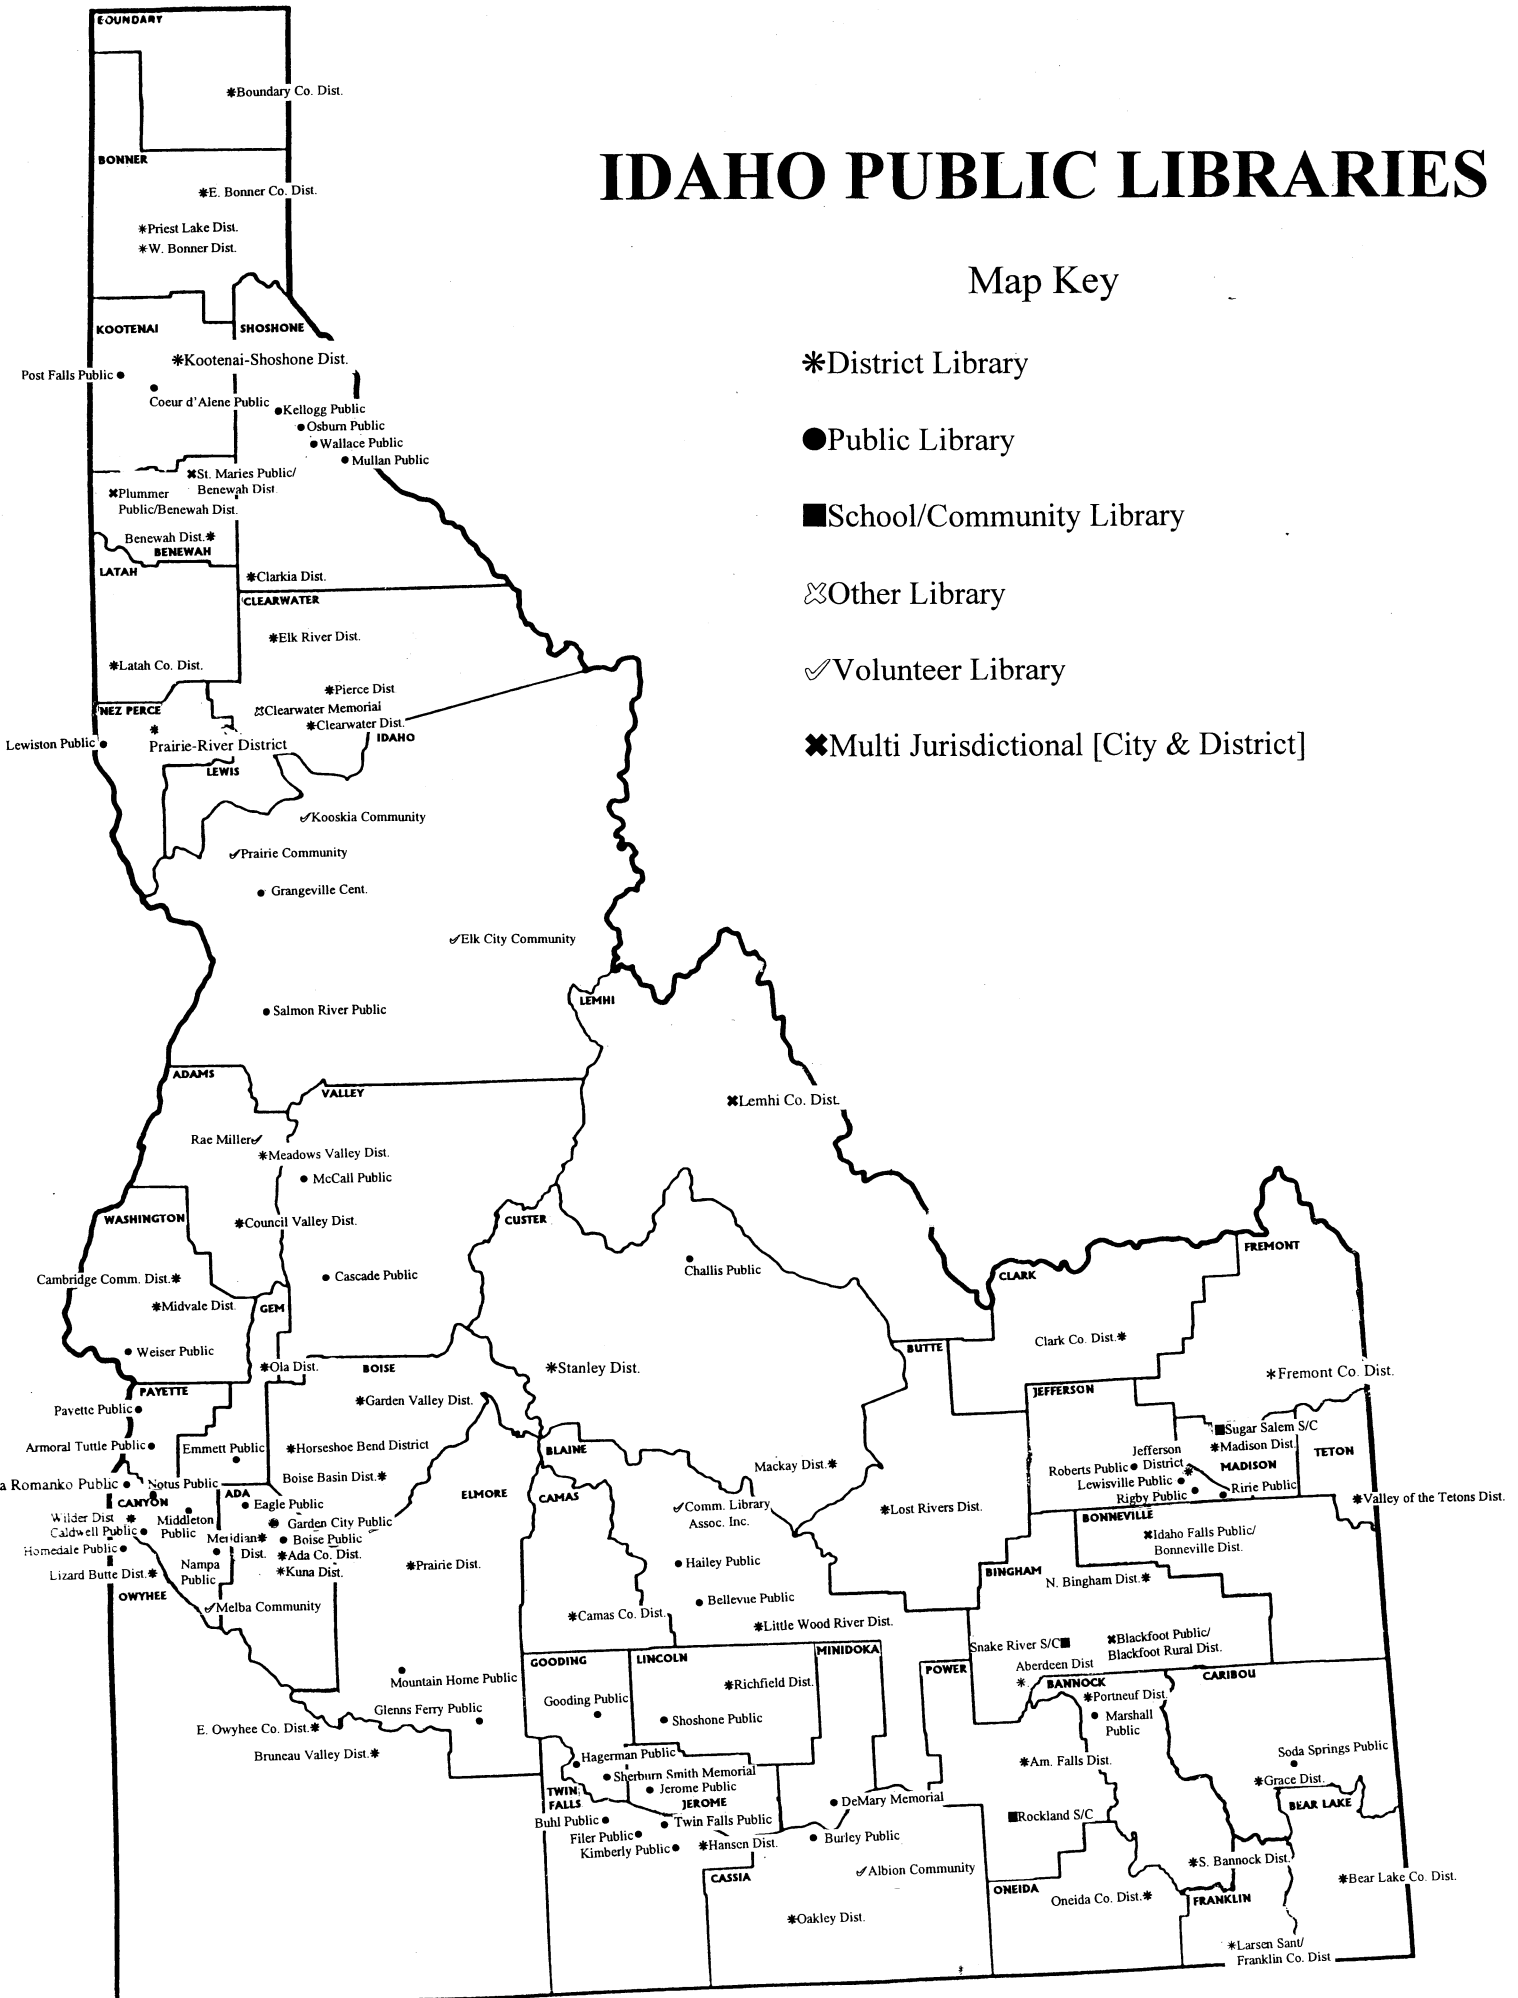 BOUNDARY
Boundary Co. Dist.
BONNER
E. Bonner Co. Dist.
Priest Lake Dist.
W. Bonner Dist.
IDAHO PUBLIC LIBRARIES
Map Key
District Library
Public Library
School/Community Library
Other Library
Volunteer Library
Multi Jurisdictional [City & District]
KOOTENAI
SHOSHONE
Kootenai-Shoshone Dist.
Post Falls Public
Coeur d'Alene Public
Kellogg Public
Osburn Public
Wallace Public
Mullan Public
St. Maries Public/
Benewah Dist.
Plummer
Public/Benewah Dist.
Benewah Dist.
BENEWAH
LATAH
Clarkia Dist.
CLEARWATER
Elk River Dist.
Latah Co. Dist.
Pierce Dist
NEZ PERCE
Clearwater Memorial
Clearwater Dist.
IDAHO
Lewiston Public
Prairie-River District
LEWIS
Kooskia Community
Prairie Community
Grangeville Cent.
Elk City Community
Salmon River Public
LEMHI
ADAMS
VALLEY
Lemhi Co. Dist.
Rae Miller
Meadows Valley Dist.
McCall Public
WASHINGTON
Council Valley Dist.
CUSTER
Challis Public
Cambridge Comm. Dist.
Cascade Public
Midvale Dist.
GEM
Weiser Public
Ola Dist.
BOISE
Stanley Dist.
CLARK
FREMONT
Clark Co. Dist.
BUTTE
Fremont Co. Dist.
PAYETTE
Payette Public
Garden Valley Dist.
JEFFERSON
Armoral Tuttle Public
Emmett Public
Horseshoe Bend District
BLAINE
Sugar Salem S/C
Madison Dist.
TETON
Jefferson
District
MADISON
Roberts Public
Lewisville Public
Rigby Public
Ririe Public
Boise Basin Dist.
Mackay Dist.
a Romanko Public
Notus Public
CANYON
ADA
ELMORE
CAMAS
Comm. Library
Assoc. Inc.
Lost Rivers Dist.
Valley of the Tetons Dist.
Eagle Public
Wilder Dist
Middleton
Public
Garden City Public
BONNEVILLE
Idaho Falls Public/
Bonneville Dist.
Caldwell Public
Meridian
Dist.
Boise Public
Homedale Public
Ada Co. Dist.
Nampa
Public
Kuna Dist.
Prairie Dist.
Hailey Public
BINGHAM
N. Bingham Dist.
Lizard Butte Dist.
OWYHEE
Melba Community
Bellevue Public
Camas Co. Dist.
Little Wood River Dist.
Snake River S/C
Blackfoot Public/
Blackfoot Rural Dist.
GOODING
LINCOLN
MINIDOKA
POWER
Aberdeen Dist
BANNOCK
CARIBOU
Mountain Home Public
Richfield Dist.
Portneuf Dist.
Marshall
Public
Gooding Public
Glenns Ferry Public
Shoshone Public
E. Owyhee Co. Dist.
Bruneau Valley Dist.
Hagerman Public
Am. Falls Dist.
Soda Springs Public
Sherburn Smith Memorial
Grace Dist.
TWIN
FALLS
Jerome Public
JEROME
DeMary Memorial
BEAR LAKE
Rockland S/C
Buhl Public
Twin Falls Public
Filer Public
Kimberly Public
Hansen Dist.
Burley Public
CASSIA
Albion Community
S. Bannock Dist.
Bear Lake Co. Dist.
ONEIDA
Oneida Co. Dist.
FRANKLIN
Oakley Dist.
Larsen Sant/
Franklin Co. Dist